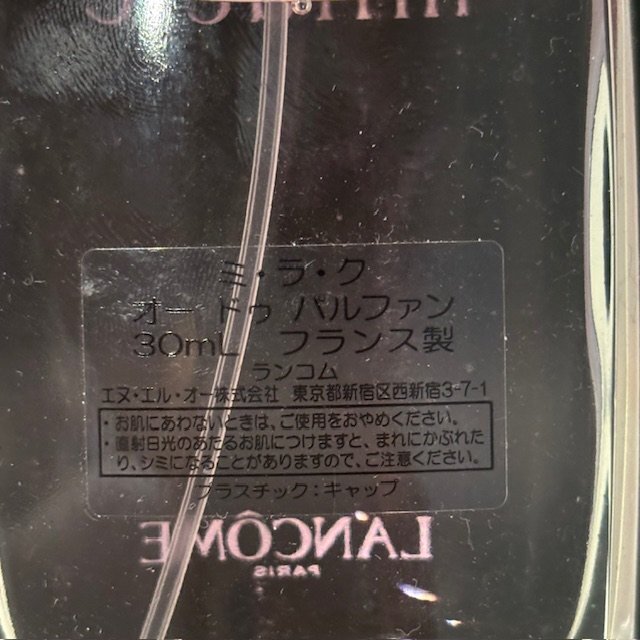 ミ・ラ・ク
オー ドゥ パルファン
30mL フランス製
ランコム
エヌ・エル・オー株式会社 東京都新宿区西新宿3-7-1
・お肌にあわないときは、ご使用をおやめください。
・直射日光のあたるお肌につけますと、まれにかぶれた
り、シミになることがありますので、ご注意ください。
プラスチック：キャップ
LANCÔME
PARIS